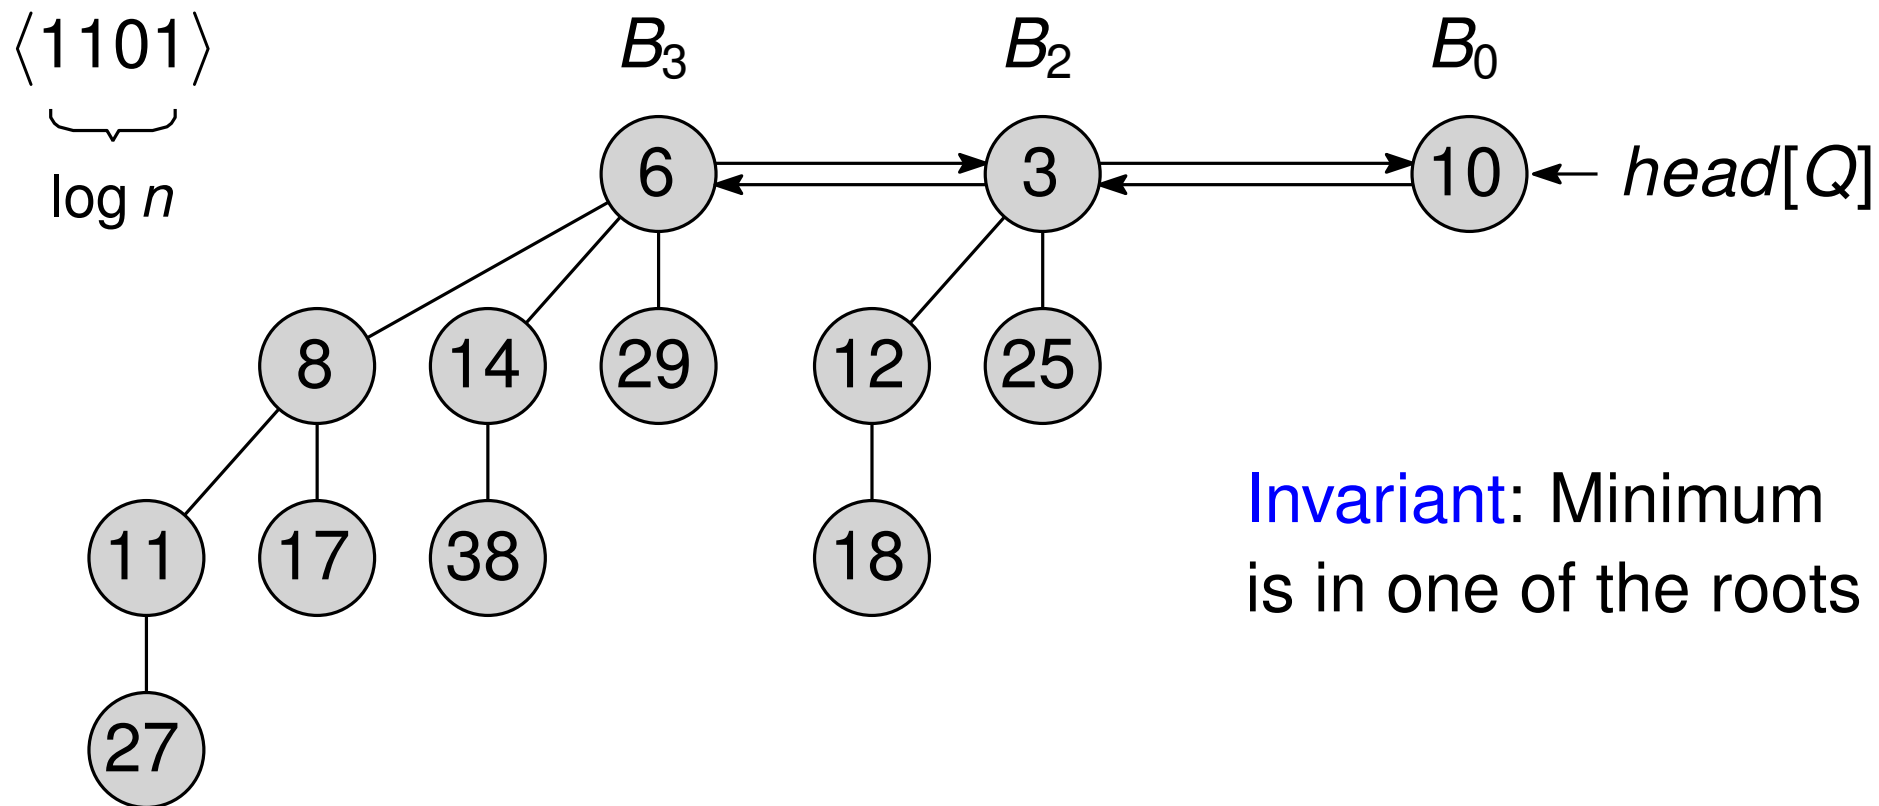 ⟨1101⟩
log n
B₃ B₂ B₀
6 3 10 head[Q]
8 14 29 12 25
11 17 38 18
27
Invariant: Minimum
is in one of the roots